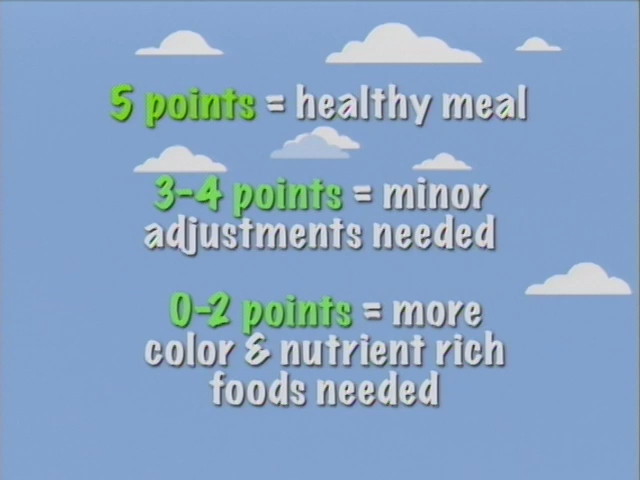 5 points = healthy meal
3-4 points = minor
adjustments needed
0-2 points = more
color & nutrient rich
foods needed